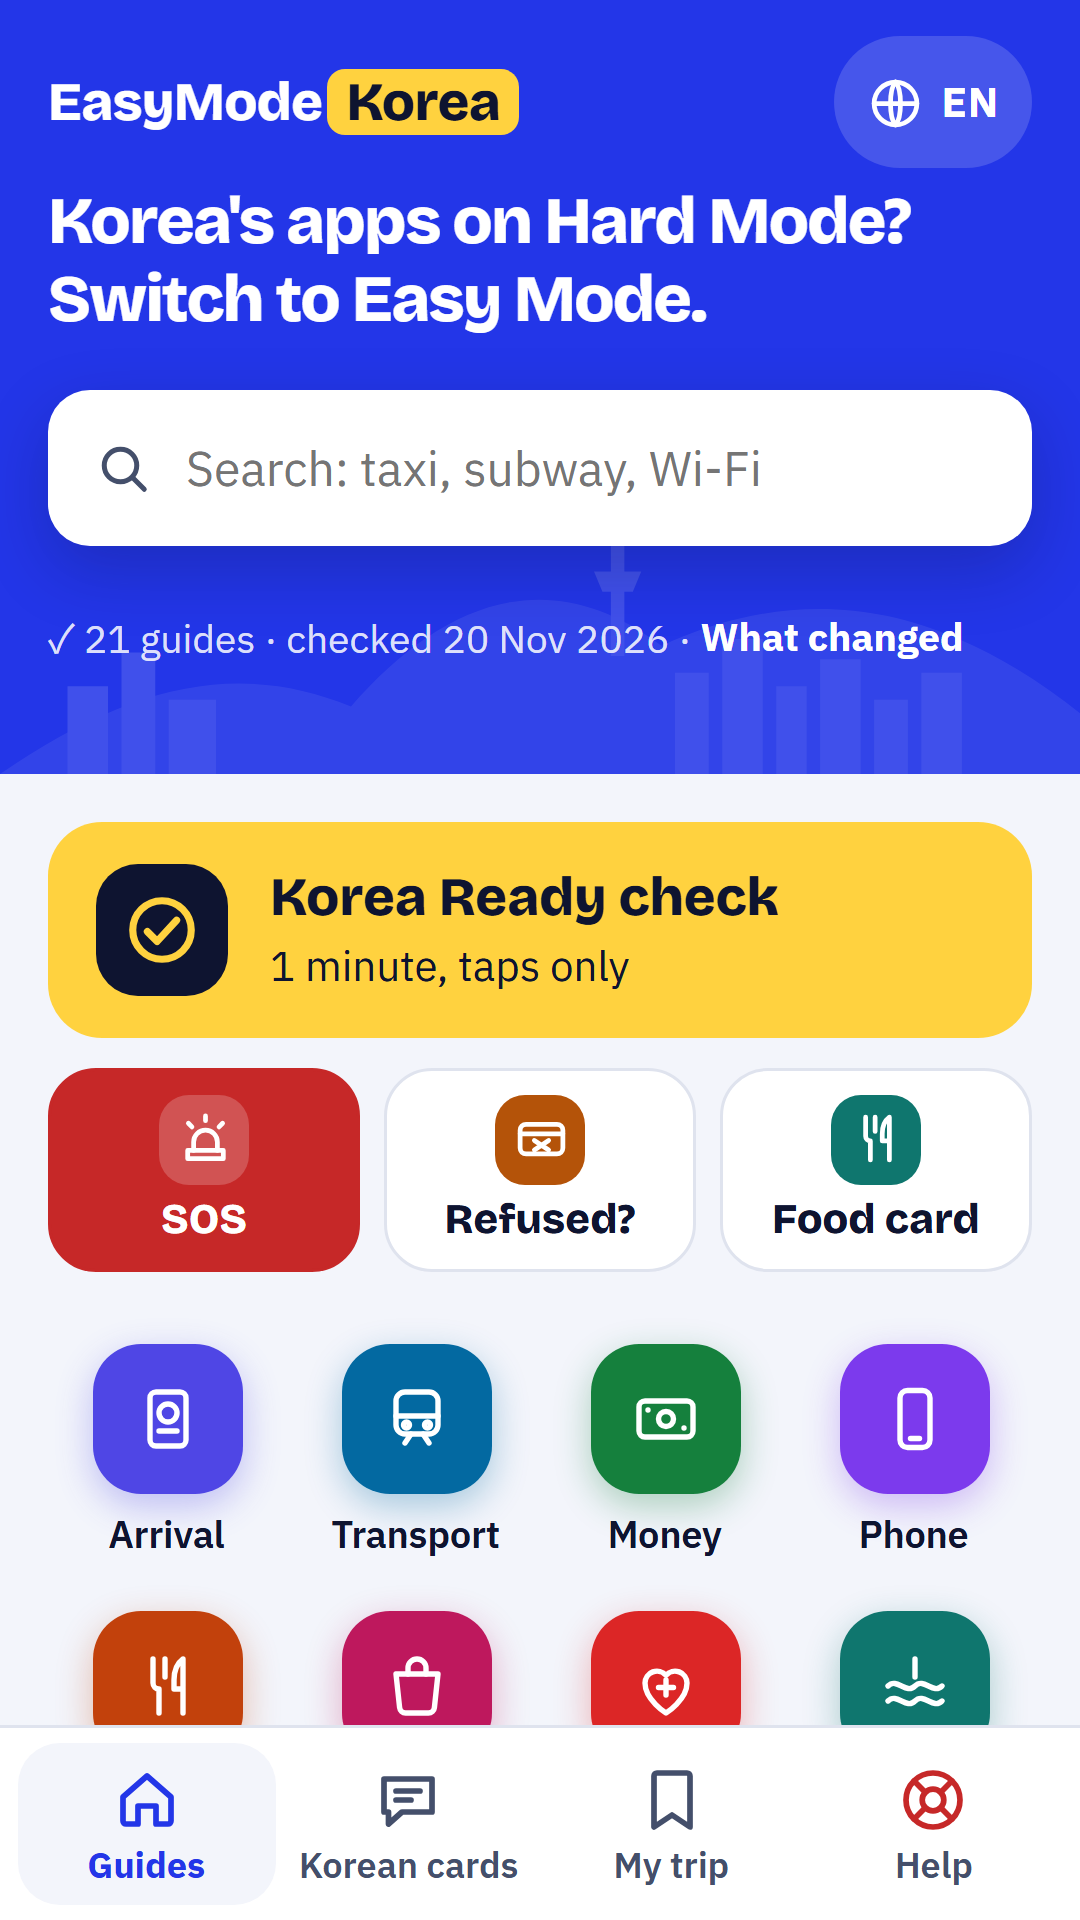 EasyMode Korea
EN
Korea's apps on Hard Mode?
Switch to Easy Mode.
Search: taxi, subway, Wi-Fi
✓ 21 guides · checked 20 Nov 2026 · What changed
Korea Ready check
1 minute, taps only
SOS
Refused?
Food card
Arrival
Transport
Money
Phone
Guides
Korean cards
My trip
Help